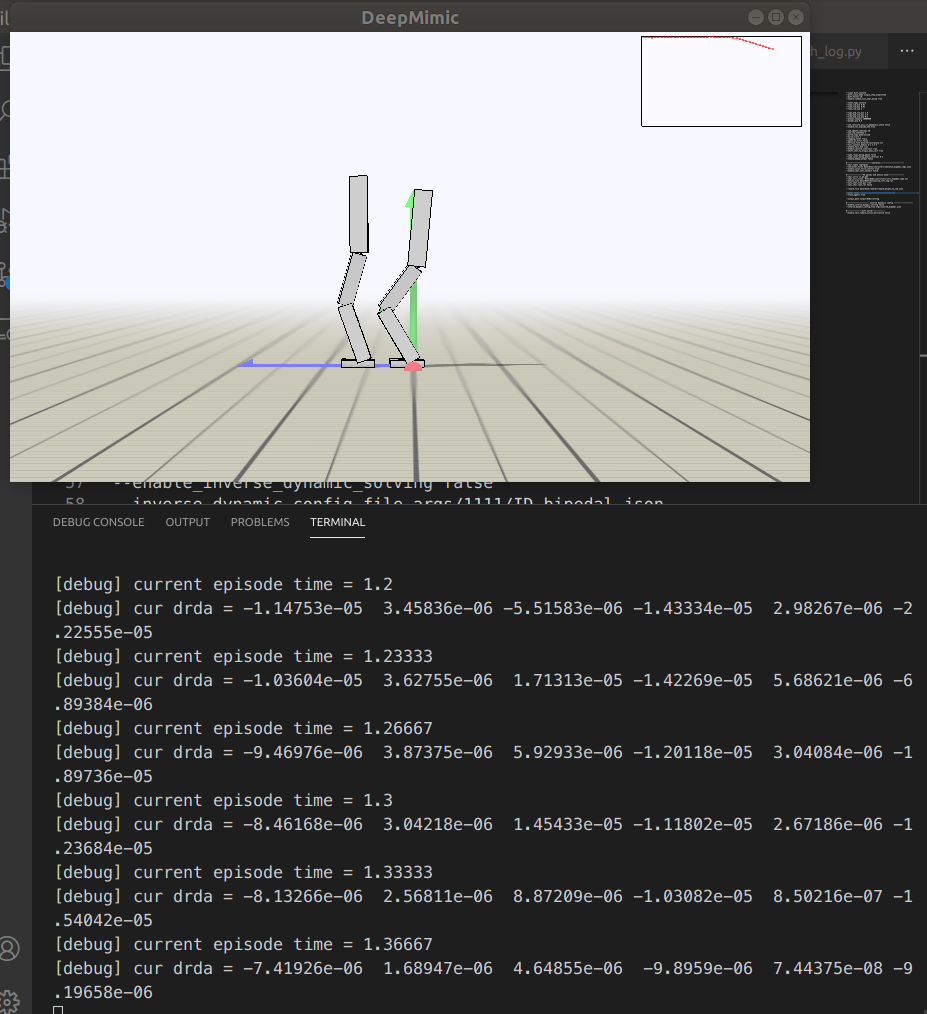 DeepMimic
h_log.py
57 --enable_inverse_dynamic_solving false
58 inverse_dynamic_config_file args/1111/ID_bipedal.json
DEBUG CONSOLE OUTPUT PROBLEMS TERMINAL
[debug] current episode time = 1.2
[debug] cur drda = -1.14753e-05 3.45836e-06 -5.51583e-06 -1.43334e-05 2.98267e-06 -2
.22555e-05
[debug] current episode time = 1.23333
[debug] cur drda = -1.03604e-05 3.62755e-06 1.71313e-05 -1.42269e-05 5.68621e-06 -6
.89384e-06
[debug] current episode time = 1.26667
[debug] cur drda = -9.46976e-06 3.87375e-06 5.92933e-06 -1.20118e-05 3.04084e-06 -1
.89736e-05
[debug] current episode time = 1.3
[debug] cur drda = -8.46168e-06 3.04218e-06 1.45433e-05 -1.11802e-05 2.67186e-06 -1
.23684e-05
[debug] current episode time = 1.33333
[debug] cur drda = -8.13266e-06 2.56811e-06 8.87209e-06 -1.03082e-05 8.50216e-07 -1
.54042e-05
[debug] current episode time = 1.36667
[debug] cur drda = -7.41926e-06 1.68947e-06 4.64855e-06 -9.8959e-06 7.44375e-08 -9
.19658e-06